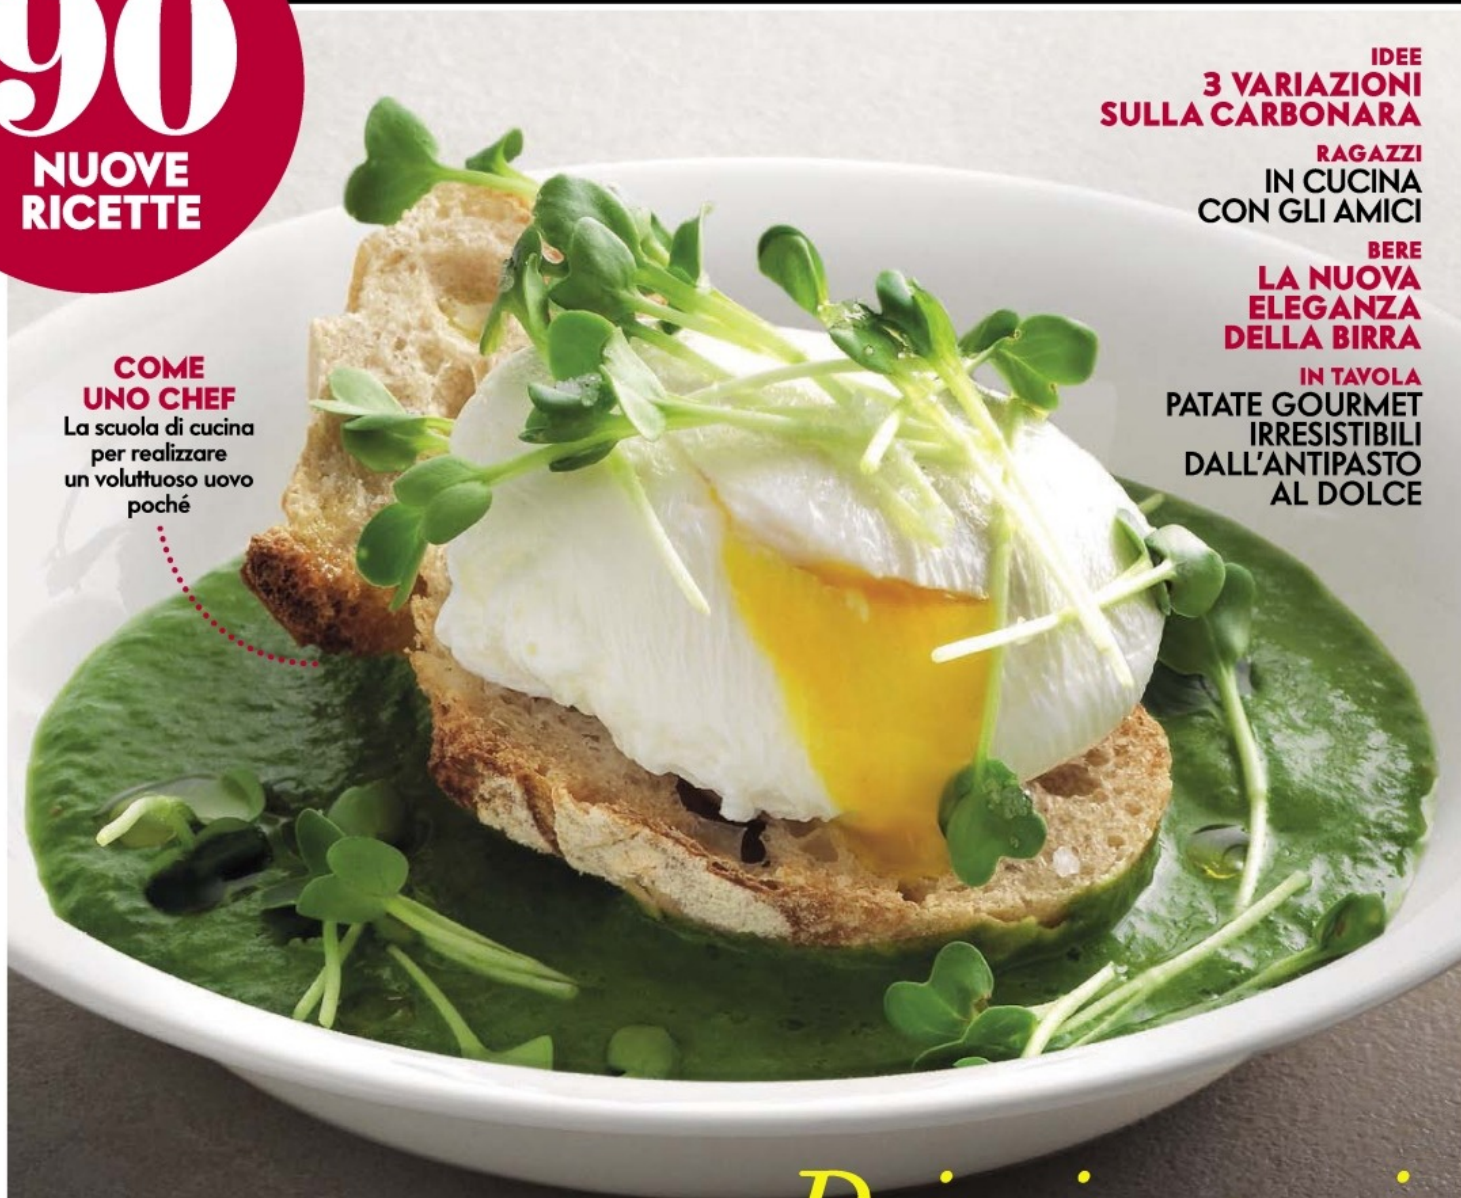 90
NUOVE
RICETTE
IDEE
3 VARIAZIONI
SULLA CARBONARA
RAGAZZI
IN CUCINA
CON GLI AMICI
BERE
LA NUOVA
ELEGANZA
DELLA BIRRA
IN TAVOLA
PATATE GOURMET
IRRESISTIBILI
DALL'ANTIPASTO
AL DOLCE
COME
UNO CHEF
La scuola di cucina
per realizzare
un voluttuoso uovo
poché